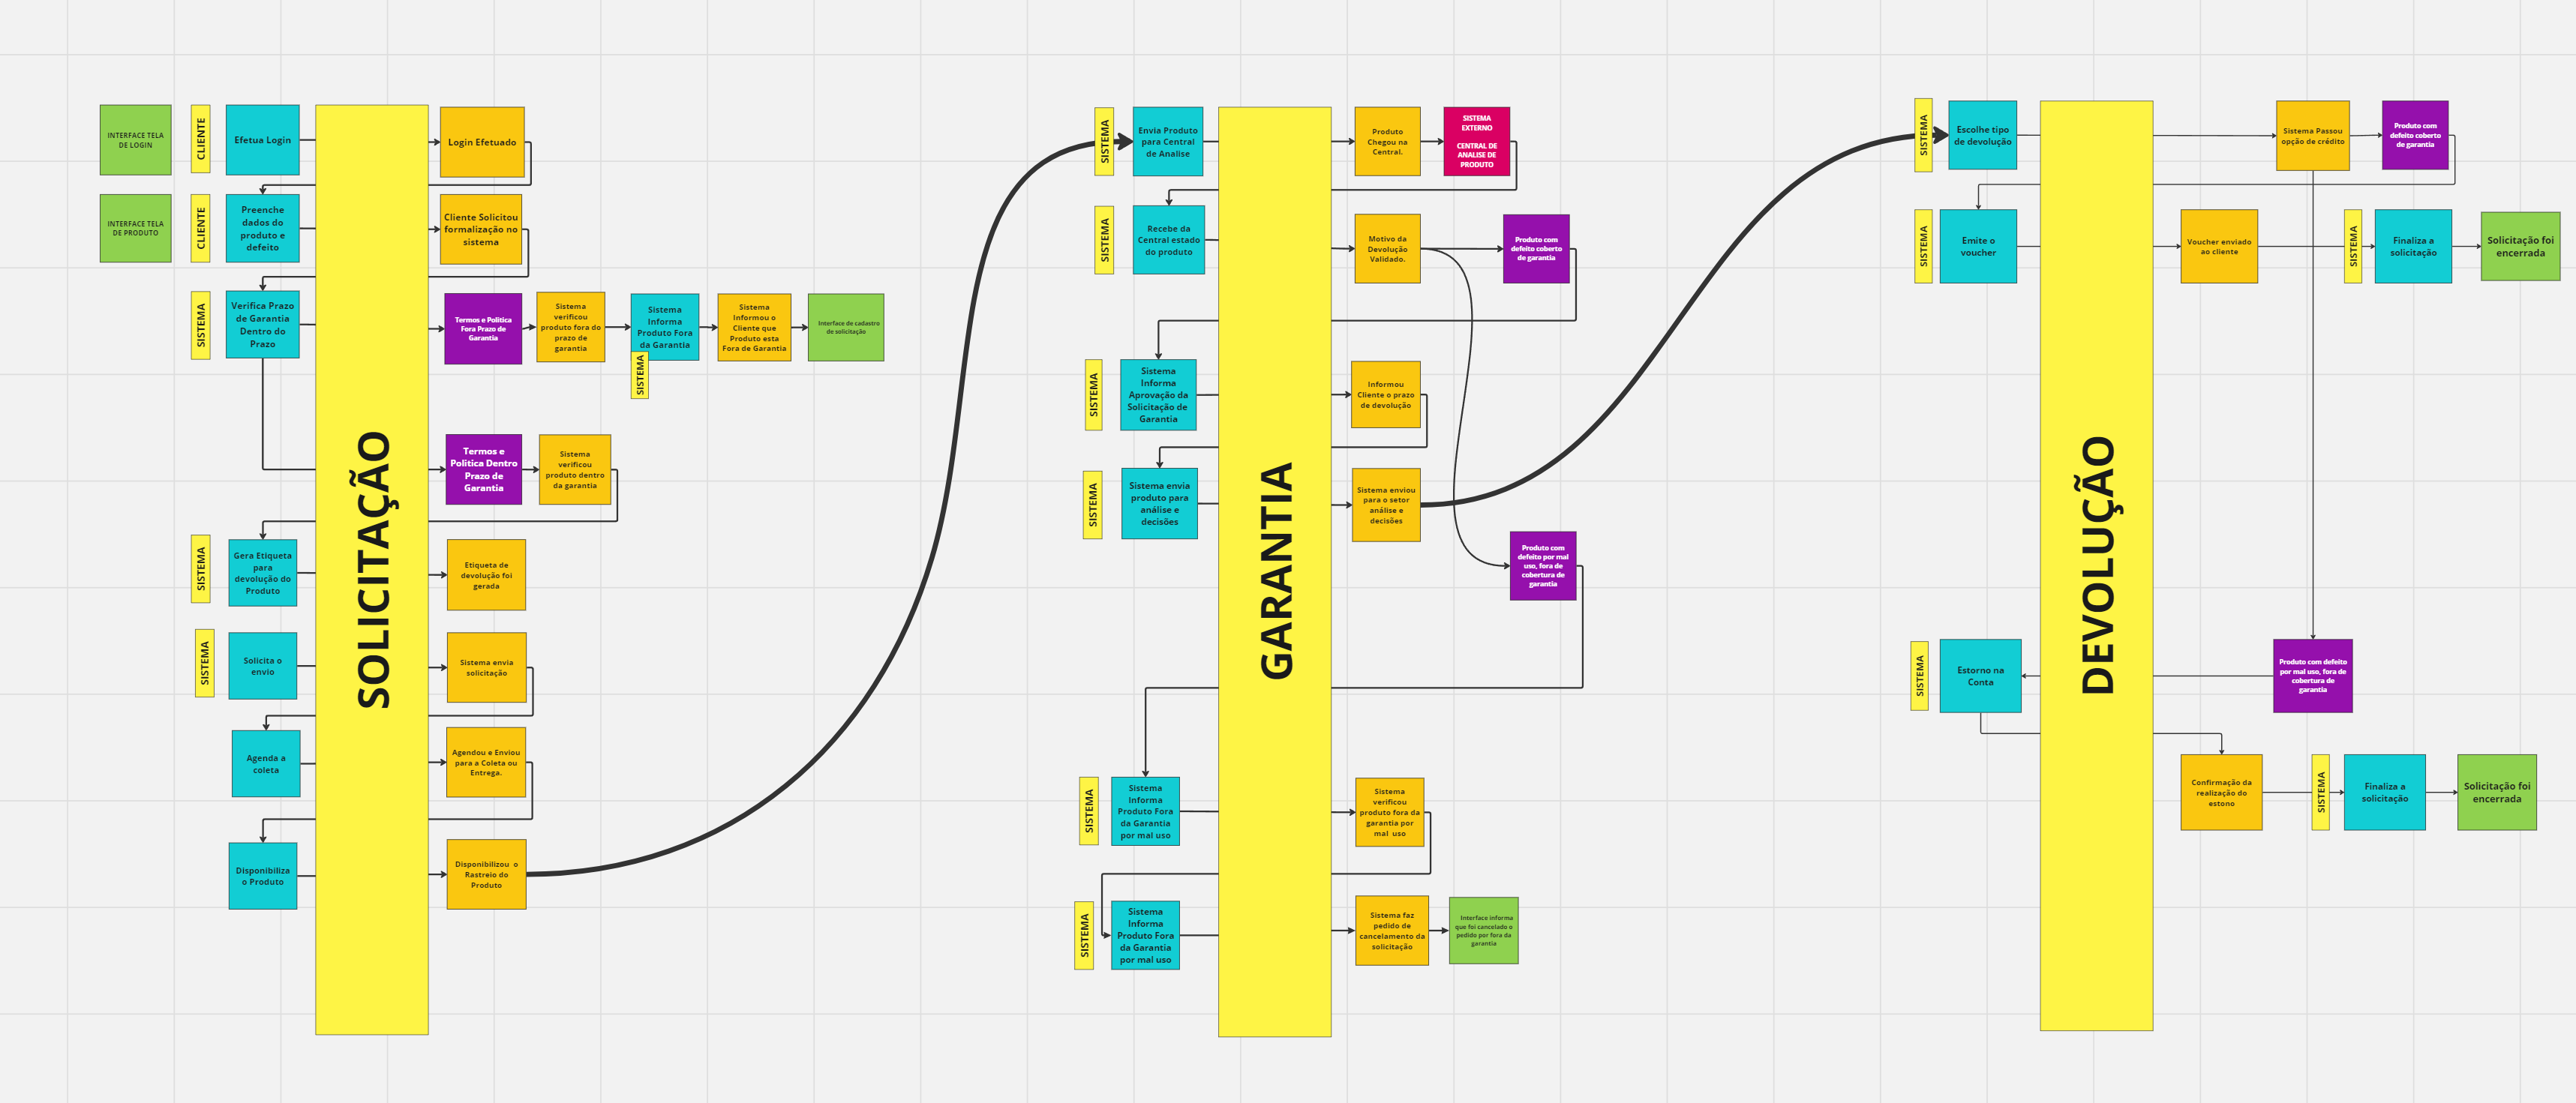 INTERFACE TELA
DE LOGIN
CLIENTE
Efetua Login
Login Efetuado
INTERFACE TELA
DE PRODUTO
CLIENTE
Preenche
dados do
produto e
defeito
Cliente Solicitou
formalização no
sistema
SISTEMA
Verifica Prazo
de Garantia
Dentro do
Prazo
Termos e Politica
Fora Prazo de
Garantia
Sistema
verificou
produto fora do
prazo de
garantia
Sistema
Informa
Produto Fora
da Garantia
SISTEMA
Sistema
Informou o
Cliente que
Produto esta
Fora de Garantia
Interface de cadastro
de solicitação
SOLICITAÇÃO
Termos e
Politica Dentro
Prazo de
Garantia
Sistema
verificou
produto dentro
da garantia
SISTEMA
Gera Etiqueta
para
devolução do
Produto
Etiqueta de
devolução foi
gerada
SISTEMA
Solicita o
envio
Sistema envia
solicitação
Agenda a
coleta
Agendou e Enviou
para a Coleta ou
Entrega.
Disponibiliza
o Produto
Disponibilizou o
Rastreio do
Produto
SISTEMA
Envia Produto
para Central
de Analise
Produto
Chegou na
Central.
SISTEMA
EXTERNO
CENTRAL DE
ANALISE DE
PRODUTO
SISTEMA
Recebe da
Central estado
do produto
Motivo da
Devolução
Validado.
Produto com
defeito coberto
de garantia
SISTEMA
Sistema
Informa
Aprovação da
Solicitação de
Garantia
Informou
Cliente o prazo
de devolução
GARANTIA
SISTEMA
Sistema envia
produto para
análise e
decisões
Sistema enviou
para o setor
análise e
decisões
Produto com
defeito por mal
uso, fora de
cobertura de
garantia
SISTEMA
Sistema
Informa
Produto Fora
da Garantia
por mal uso
Sistema
verificou
produto fora da
garantia por
mal uso
SISTEMA
Sistema
Informa
Produto Fora
da Garantia
por mal uso
Sistema faz
pedido de
cancelamento da
solicitação
Interface informa
que foi cancelado o
pedido por fora da
garantia
SISTEMA
Escolhe tipo
de devolução
Sistema Passou
opção de crédito
Produto com
defeito coberto
de garantia
SISTEMA
Emite o
voucher
Voucher enviado
ao cliente
SISTEMA
Finaliza a
solicitação
Solicitação foi
encerrada
DEVOLUÇÃO
SISTEMA
Estorno na
Conta
Produto com defeito
por mal uso, fora de
cobertura de
garantia
Confirmação da
realização do
estono
SISTEMA
Finaliza a
solicitação
Solicitação foi
encerrada